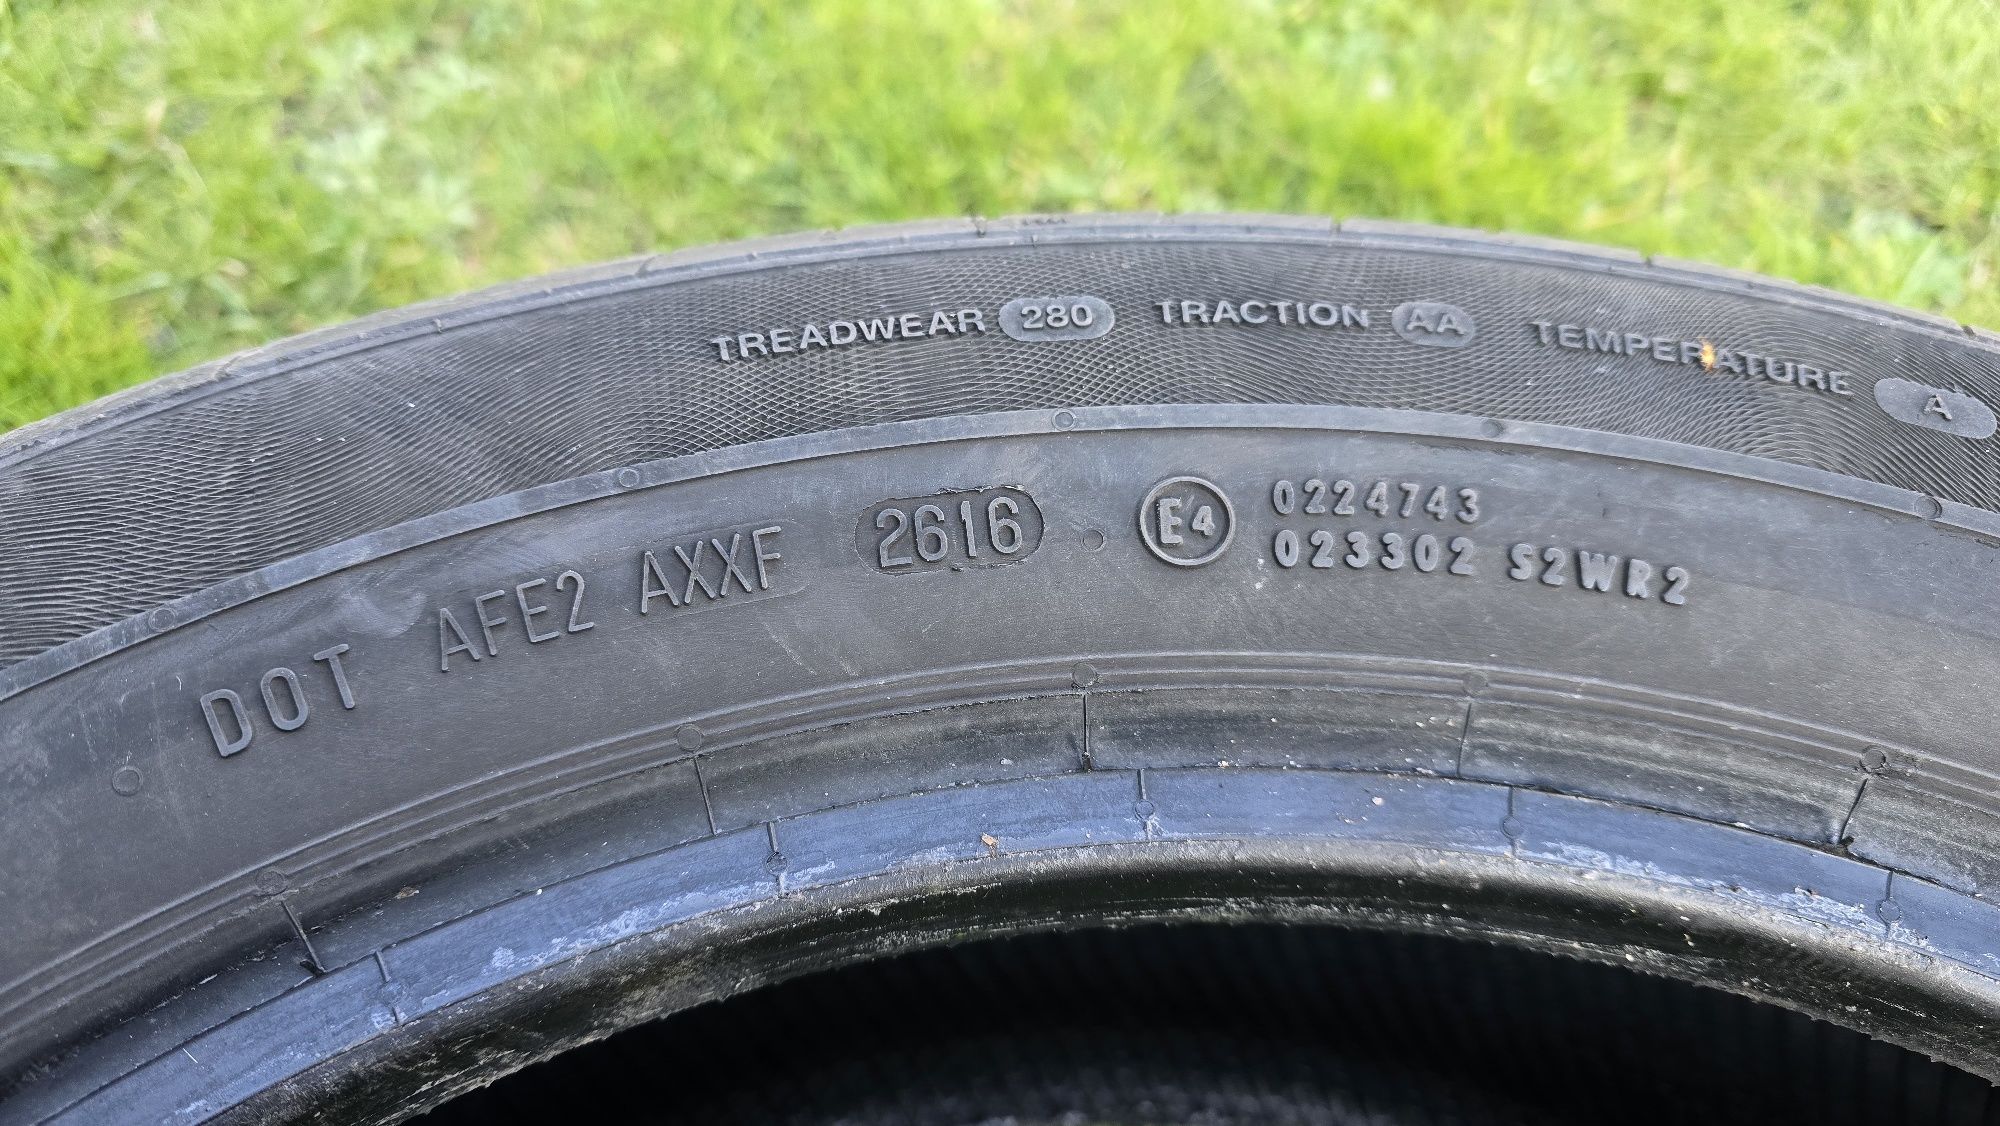 TREADWEAR 280 TRACTION AA TEMPERATURE A
DOT AFE2 AXXF 2616 E4 0224743
023302 S2WR2